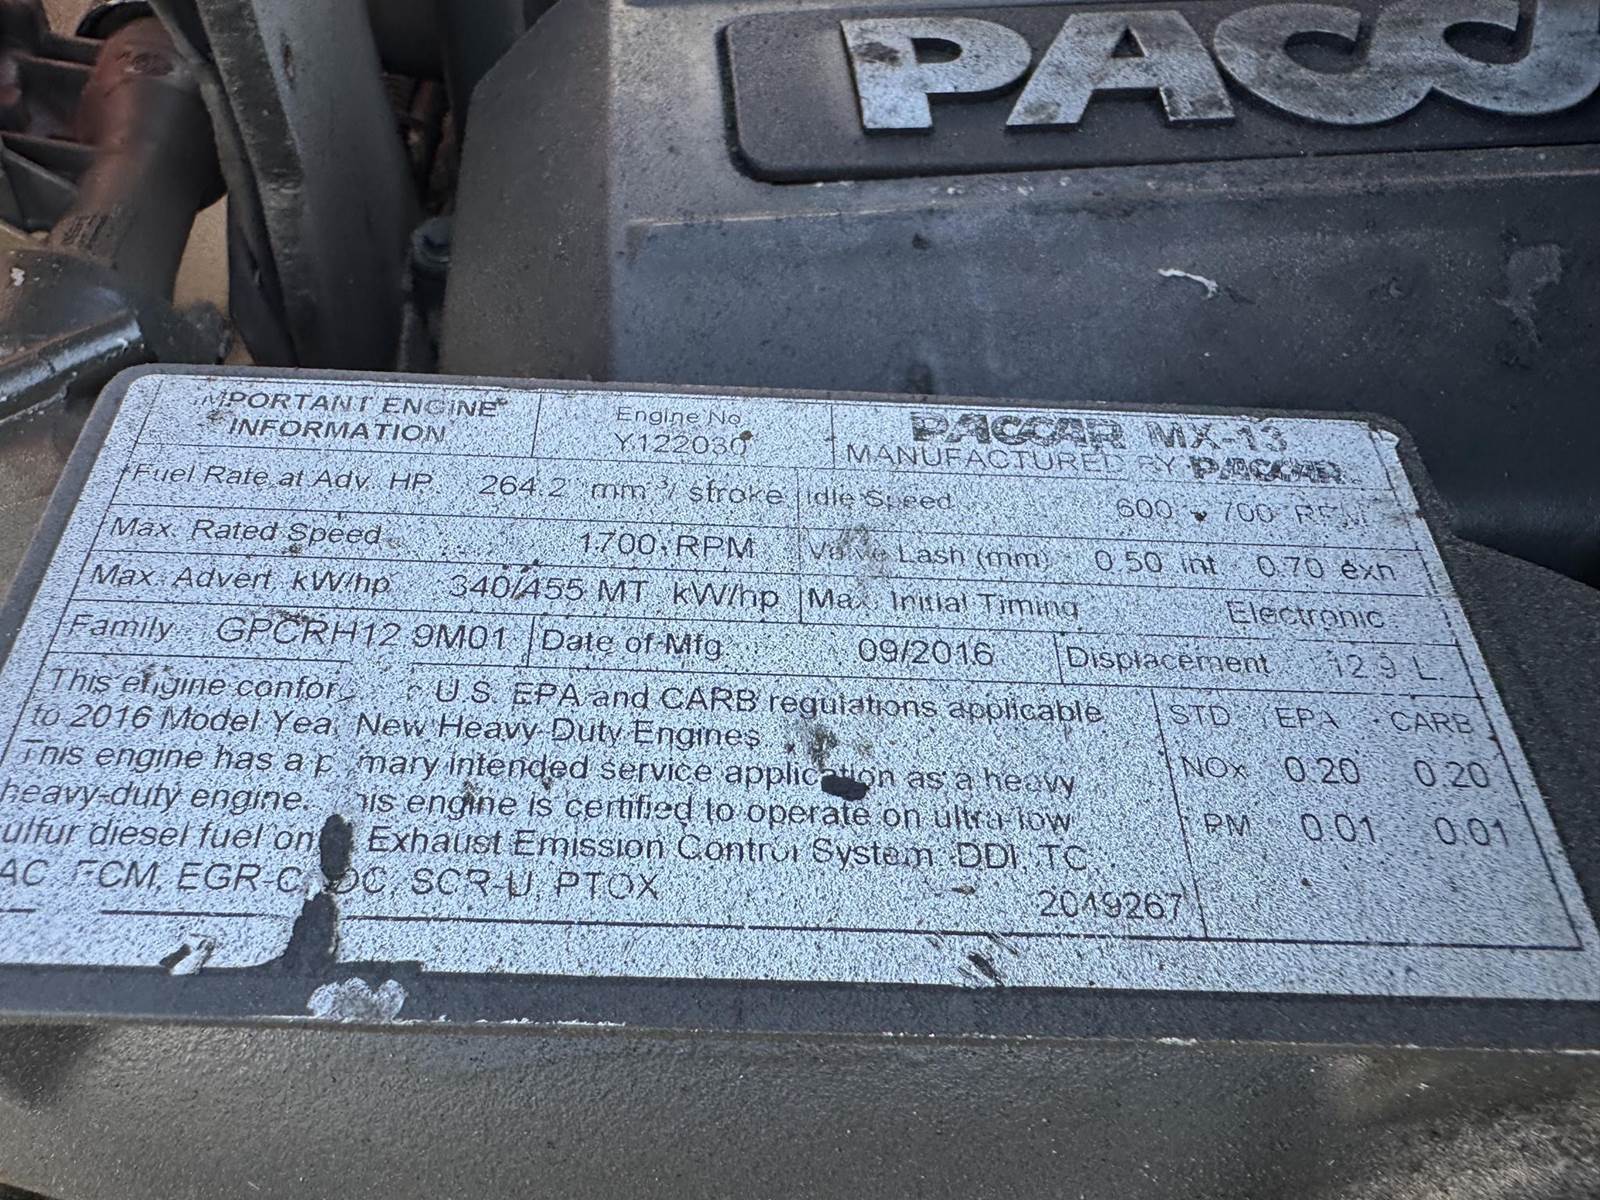 PACC
IMPORTANT ENGINE
INFORMATION
Engine No.
Y122030
PACCAR MX-13
MANUFACTURED BY PACCAR
Fuel Rate at Adv. HP 264.2 mm³/ stroke
Idle Speed 600 - 700 RPM
Max. Rated Speed 1700 RPM
Valve Lash (mm) 0.50 int 0.70 exh
Max. Advert. kW/hp 340/455 MT kW/hp
Max. Initial Timing Electronic
Family GPCRH12.9M01
Date of Mfg 09/2016
Displacement 12.9 L
This engine confor r U.S. EPA and CARB regulations applicable
to 2016 Model Yea New Heavy Duty Engines
This engine has a p mary intended service application as a heavy
heavy-duty engine. his engine is certified to operate on ultra low
ulfur diesel fuel on Exhaust Emission Control System: DDI, TC,
AC, ECM, EGR-C, OC, SCR-U, PTOX
2049267
STD EPA CARB
NOx 0.20 0.20
PM 0.01 0.01